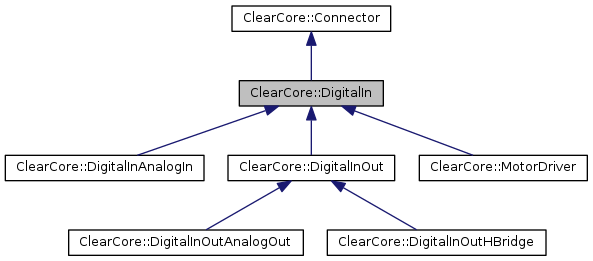 ClearCore::Connector
ClearCore::DigitalIn
ClearCore::DigitalInAnalogIn
ClearCore::DigitalInOut
ClearCore::MotorDriver
ClearCore::DigitalInOutAnalogOut
ClearCore::DigitalInOutHBridge